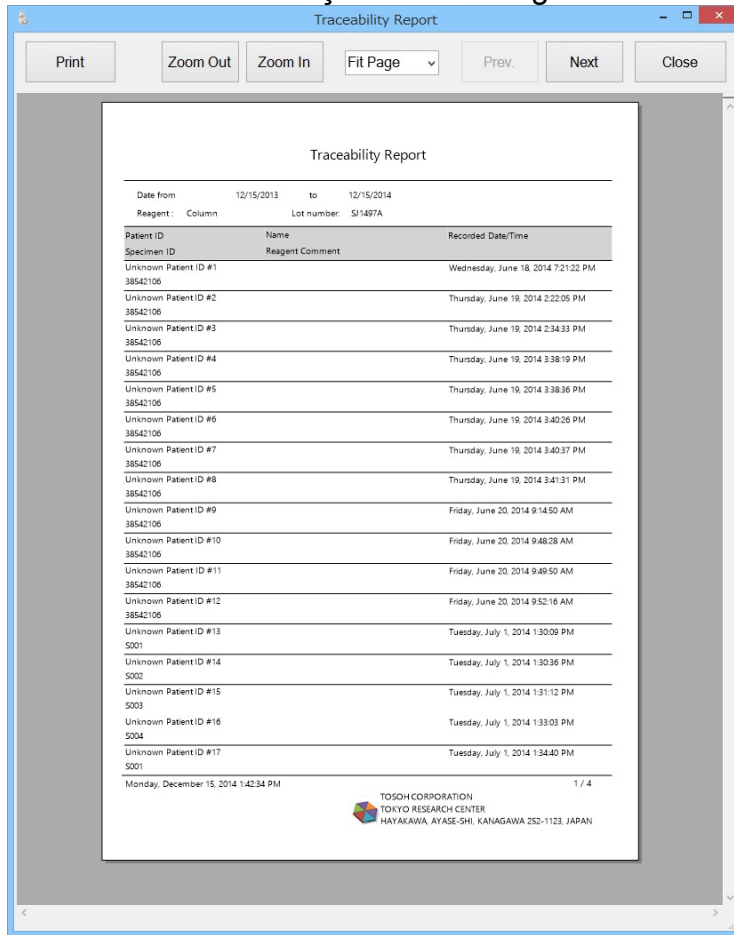 Traceability Report
Print Zoom Out Zoom In Fit Page Prev. Next Close
Traceability Report
Date from 12/15/2013 to 12/15/2014
Reagent : Column Lot number: SJ1497A
Patient ID Name Recorded Date/Time
Specimen ID Reagent Comment
Unknown Patient ID #1 Wednesday, June 18, 2014 7:21:22 PM
38542106
Unknown Patient ID #2 Thursday, June 19, 2014 2:22:05 PM
38542106
Unknown Patient ID #3 Thursday, June 19, 2014 2:34:33 PM
38542106
Unknown Patient ID #4 Thursday, June 19, 2014 3:38:19 PM
38542106
Unknown Patient ID #5 Thursday, June 19, 2014 3:38:36 PM
38542106
Unknown Patient ID #6 Thursday, June 19, 2014 3:40:26 PM
38542106
Unknown Patient ID #7 Thursday, June 19, 2014 3:40:37 PM
38542106
Unknown Patient ID #8 Thursday, June 19, 2014 3:41:31 PM
38542106
Unknown Patient ID #9 Friday, June 20, 2014 9:14:50 AM
38542106
Unknown Patient ID #10 Friday, June 20, 2014 9:48:28 AM
38542106
Unknown Patient ID #11 Friday, June 20, 2014 9:49:50 AM
38542106
Unknown Patient ID #12 Friday, June 20, 2014 9:52:16 AM
38542106
Unknown Patient ID #13 Tuesday, July 1, 2014 1:30:09 PM
S001
Unknown Patient ID #14 Tuesday, July 1, 2014 1:30:36 PM
S002
Unknown Patient ID #15 Tuesday, July 1, 2014 1:31:12 PM
S003
Unknown Patient ID #16 Tuesday, July 1, 2014 1:33:03 PM
S004
Unknown Patient ID #17 Tuesday, July 1, 2014 1:34:40 PM
S001
Monday, December 15, 2014 1:42:34 PM 1 / 4
TOSOH CORPORATION
TOKYO RESEARCH CENTER
HAYAKAWA, AYASE-SHI, KANAGAWA 252-1123, JAPAN